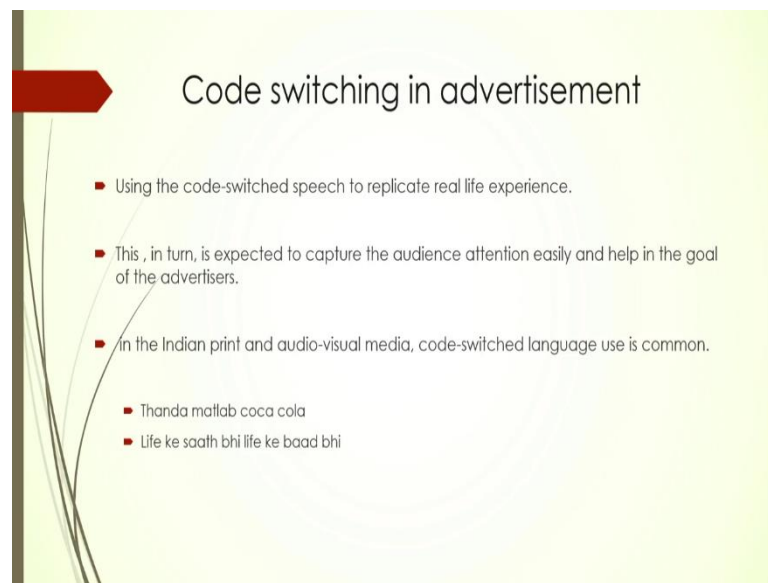 Code switching in advertisement
Using the code-switched speech to replicate real life experience.
This , in turn, is expected to capture the audience attention easily and help in the goal
of the advertisers.
in the Indian print and audio-visual media, code-switched language use is common.
Thanda matlab coca cola
Life ke saath bhi life ke baad bhi